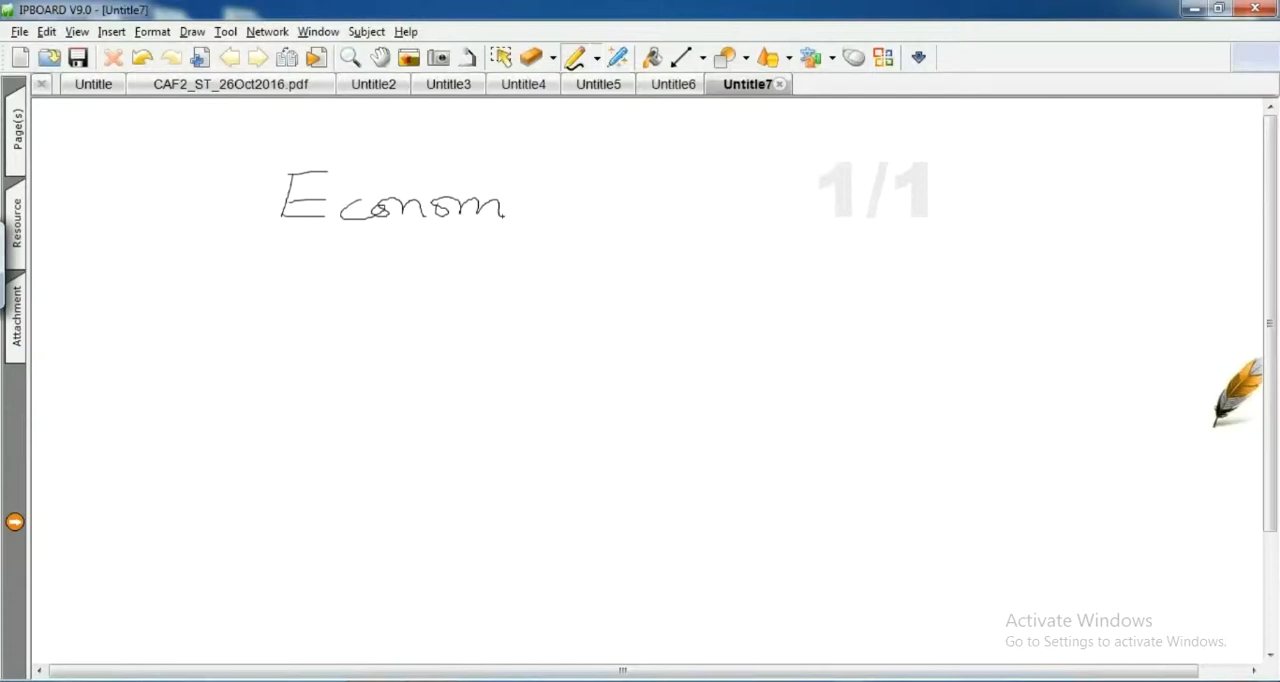 IPBOARD V9.0 - [Untitle7]
File Edit View Insert Format Draw Tool Network Window Subject Help
Untitle CAF2_ST_26Oct2016.pdf Untitle2 Untitle3 Untitle4 Untitle5 Untitle6 Untitle7
Page(s)
Resource
Attachment
1/1
Econom
Activate Windows
Go to Settings to activate Windows.